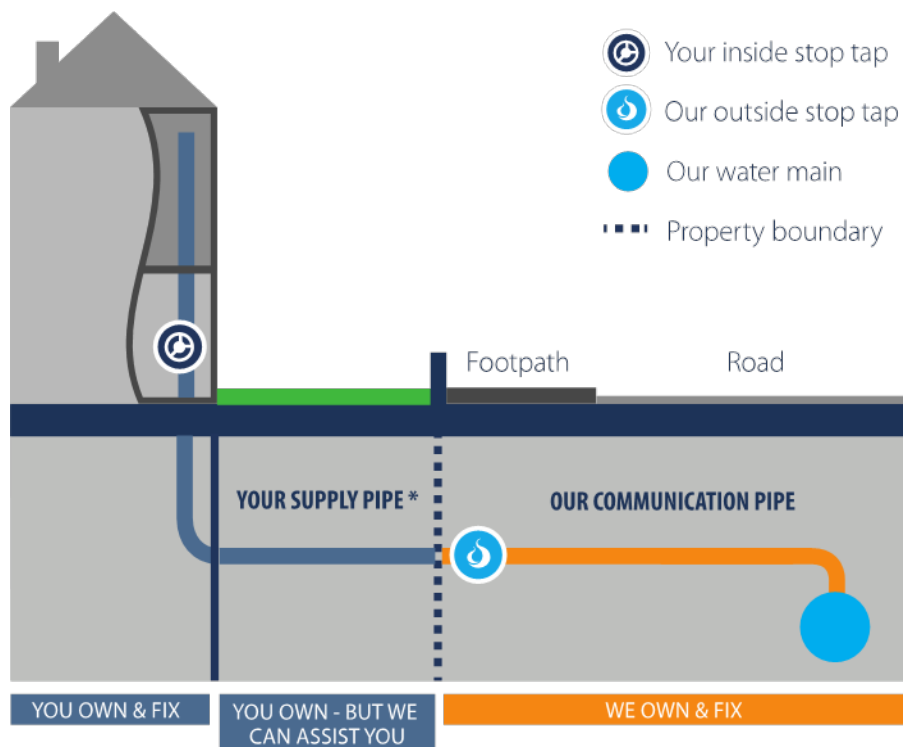 Your inside stop tap
Our outside stop tap
Our water main
Property boundary
Footpath
Road
YOUR SUPPLY PIPE *
OUR COMMUNICATION PIPE
YOU OWN & FIX
YOU OWN - BUT WE
CAN ASSIST YOU
WE OWN & FIX